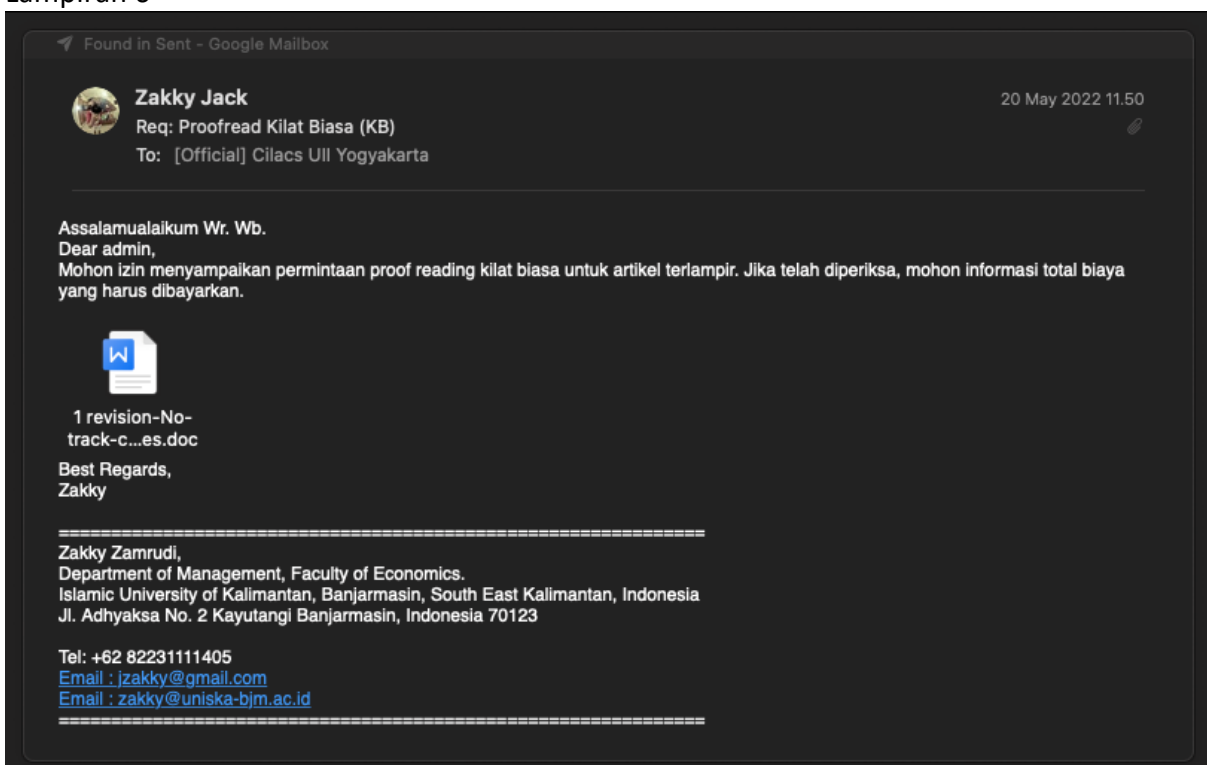 Found in Sent - Google Mailbox
Zakky Jack
20 May 2022 11.50
Req: Proofread Kilat Biasa (KB)
To: [Official] Cilacs UII Yogyakarta
Assalamualaikum Wr. Wb.
Dear admin,
Mohon izin menyampaikan permintaan proof reading kilat biasa untuk artikel terlampir. Jika telah diperiksa, mohon informasi total biaya
yang harus dibayarkan.
1 revision-No-
track-c...es.doc
Best Regards,
Zakky
==============================================================
Zakky Zamrudi,
Department of Management, Faculty of Economics.
Islamic University of Kalimantan, Banjarmasin, South East Kalimantan, Indonesia
Jl. Adhyaksa No. 2 Kayutangi Banjarmasin, Indonesia 70123
Tel: +62 82231111405
Email : jzakky@gmail.com
Email : zakky@uniska-bjm.ac.id
==============================================================